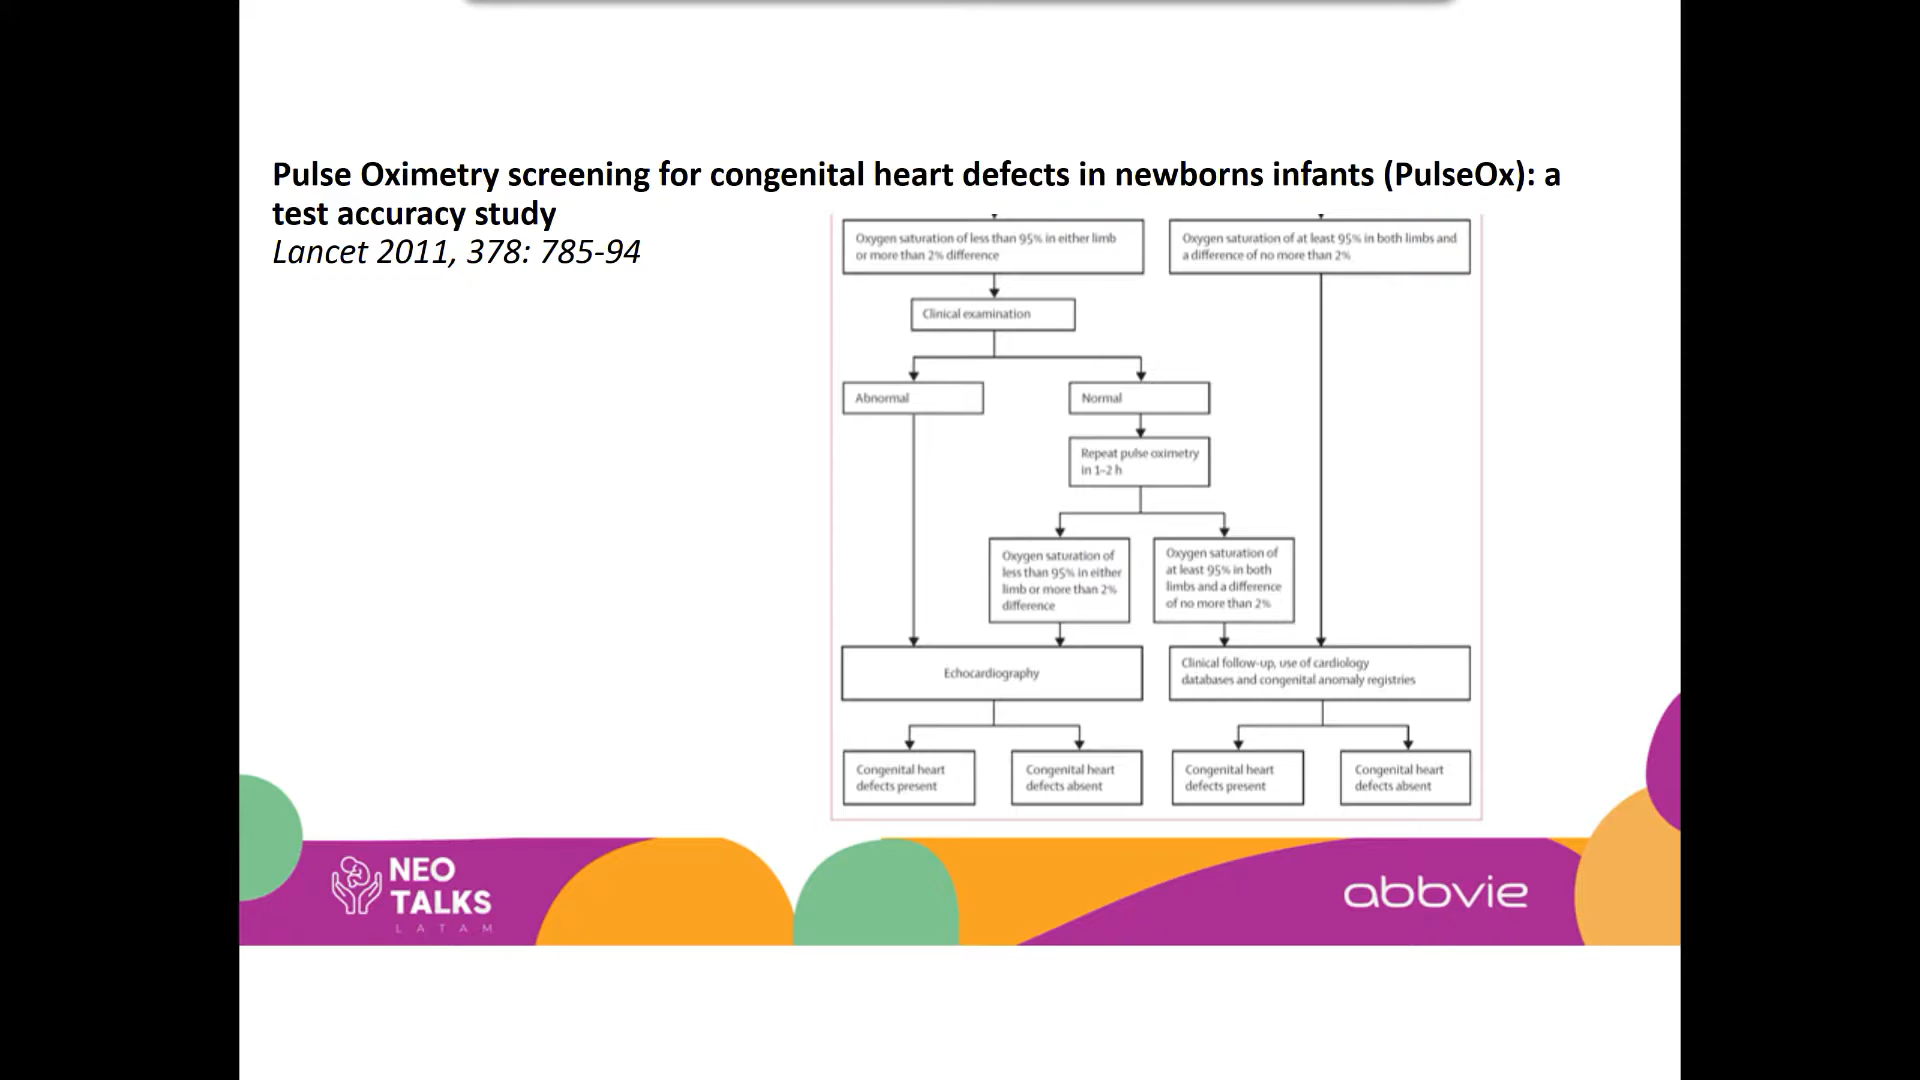 Pulse Oximetry screening for congenital heart defects in newborns infants (PulseOx): a
test accuracy study
Lancet 2011, 378: 785-94
Oxygen saturation of less than 95% in either limb
or more than 2% difference
Oxygen saturation of at least 95% in both limbs and
a difference of no more than 2%
Clinical examination
Abnormal
Normal
Repeat pulse oximetry
in 1–2 h
Oxygen saturation of
less than 95% in either
limb or more than 2%
difference
Oxygen saturation of
at least 95% in both
limbs and a difference
of no more than 2%
Echocardiography
Clinical follow-up, use of cardiology
databases and congenital anomaly registries
Congenital heart
defects present
Congenital heart
defects absent
Congenital heart
defects present
Congenital heart
defects absent
NEO
TALKS
LATAM
abbvie